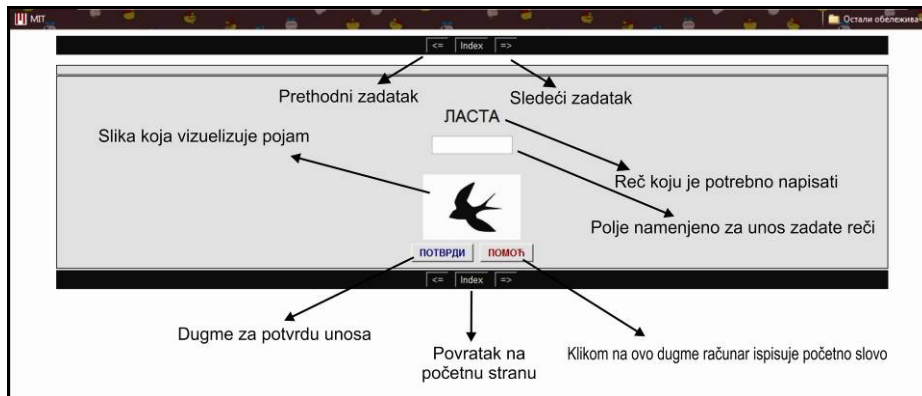 MIT
Остали обележива
<= Index =>
Prethodni zadatak
Sledeći zadatak
ЛАСТА
Slika koja vizuelizuje pojam
Reč koju je potrebno napisati
Polje namenjeno za unos zadate reči
ПОТВРДИ ПОМОЋ
<= Index =>
Dugme za potvrdu unosa
Povratak na
početnu stranu
Klikom na ovo dugme računar ispisuje početno slovo